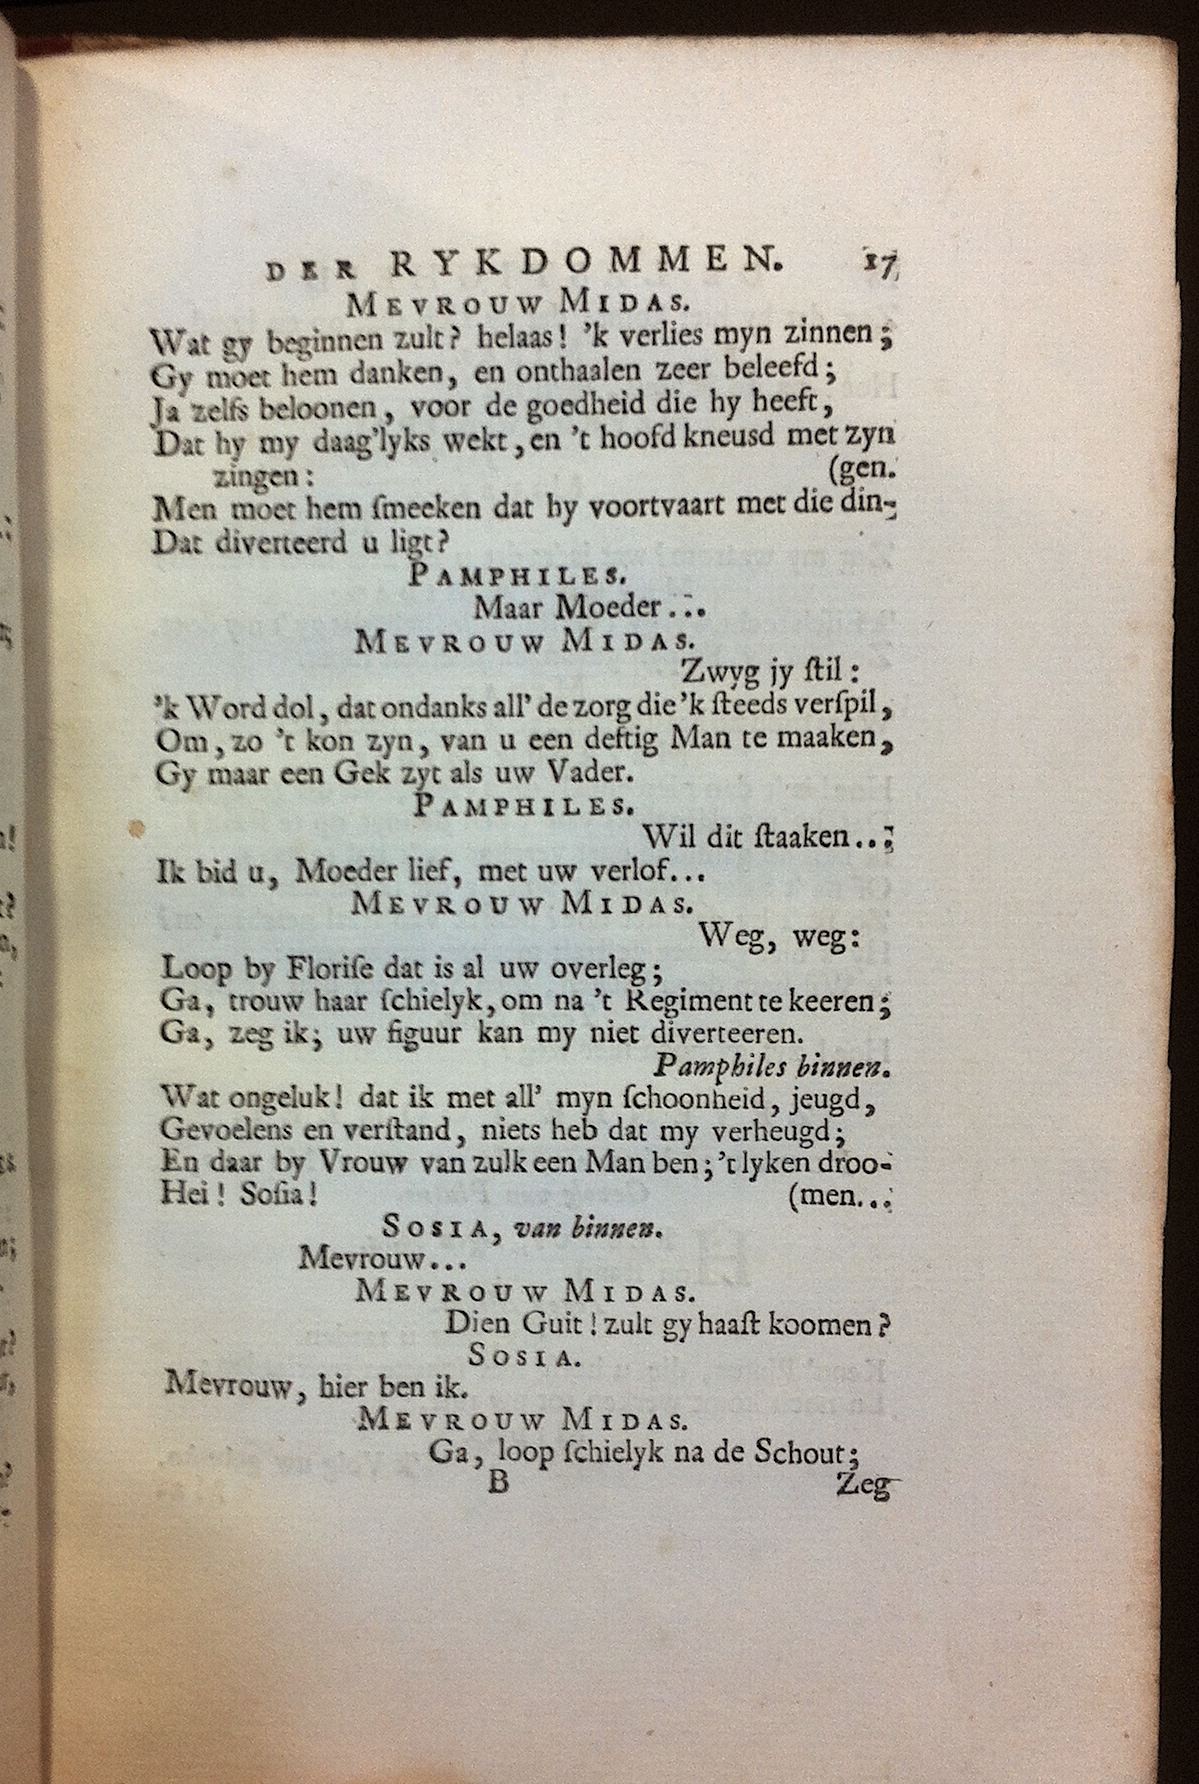 DER RYKDOMMEN. 17
MEVROUW MIDAS.
Wat gy beginnen zult? helaas! 'k verlies myn zinnen;
Gy moet hem danken, en onthaalen zeer beleefd;
Ja zelfs beloonen, voor de goedheid die hy heeft,
Dat hy my daag'lyks wekt, en 't hoofd kneusd met zyn
zingen: (gen.
Men moet hem ſmeeken dat hy voortvaart met die din-
Dat diverteerd u ligt?
PAMPHILES.
Maar Moeder...
MEVROUW MIDAS.
Zwyg jy ſtil:
'k Word dol, dat ondanks all' de zorg die 'k ſteeds verſpil,
Om, zo 't kon zyn, van u een deftig Man te maaken,
Gy maar een Gek zyt als uw Vader.
PAMPHILES.
Wil dit ſtaaken...
Ik bid u, Moeder lief, met uw verlof...
MEVROUW MIDAS.
Weg, weg:
Loop by Floriſe dat is al uw overleg;
Ga, trouw haar ſchielyk, om na 't Regiment te keeren;
Ga, zeg ik; uw figuur kan my niet diverteeren.
Pamphiles binnen.
Wat ongeluk! dat ik met all' myn ſchoonheid, jeugd,
Gevoelens en verſtand, niets heb dat my verheugd;
En daar by Vrouw van zulk een Man ben; 't lyken droo-
Hei! Soſia! (men...
SOSIA, van binnen.
Mevrouw...
MEVROUW MIDAS.
Dien Guit! zult gy haaſt koomen?
SOSIA.
Mevrouw, hier ben ik.
MEVROUW MIDAS.
Ga, loop ſchielyk na de Schout;
B Zeg